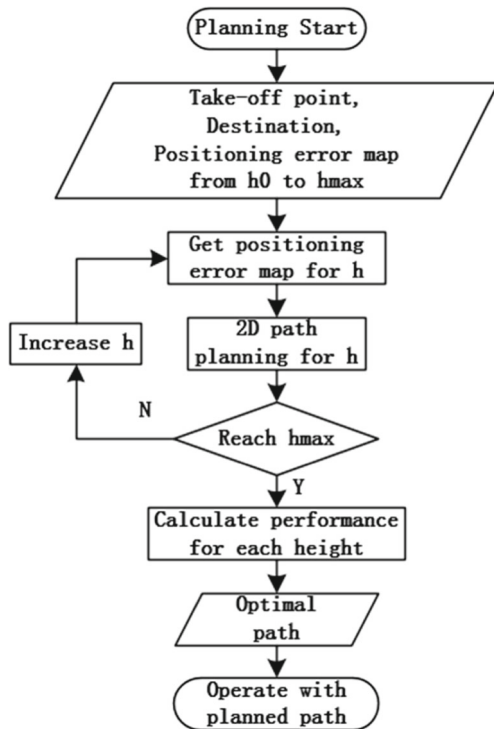 Planning Start
Take-off point,
Destination,
Positioning error map
from h0 to hmax
Get positioning
error map for h
2D path
planning for h
Increase h
N
Reach hmax
Y
Calculate performance
for each height
Optimal
path
Operate with
planned path